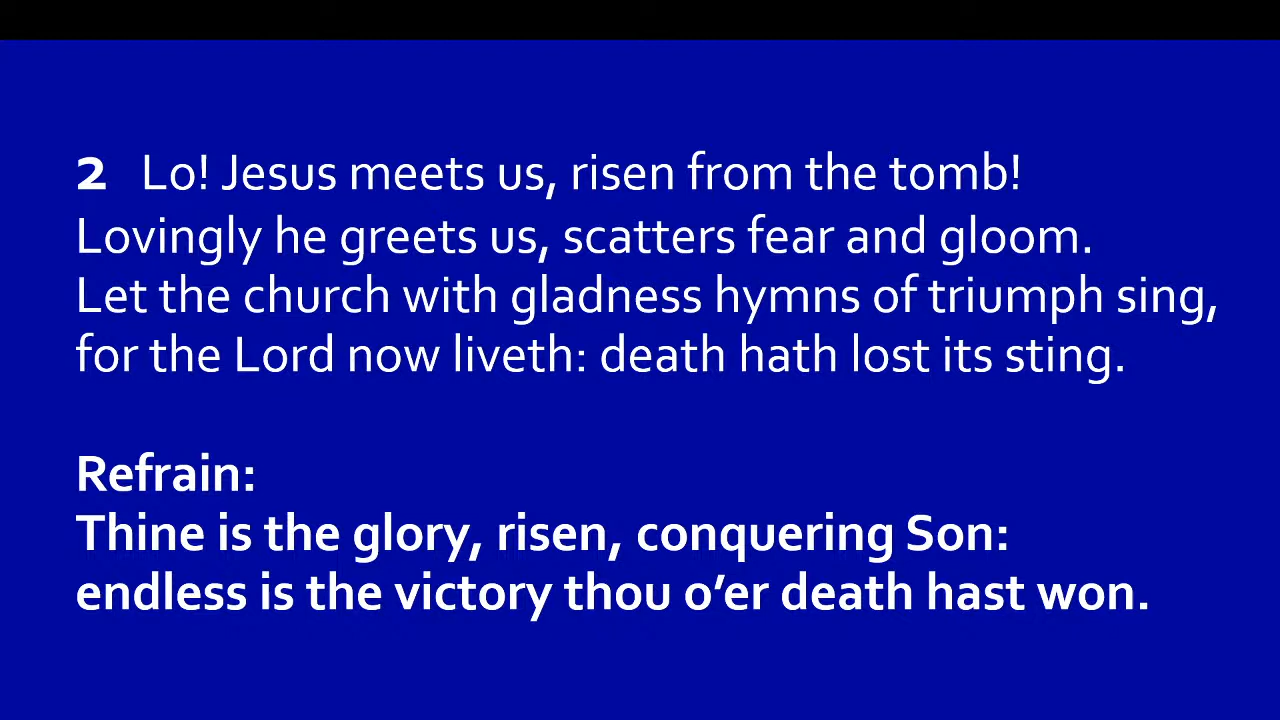 2 Lo! Jesus meets us, risen from the tomb!
Lovingly he greets us, scatters fear and gloom.
Let the church with gladness hymns of triumph sing,
for the Lord now liveth: death hath lost its sting.
Refrain:
Thine is the glory, risen, conquering Son:
endless is the victory thou o’er death hast won.